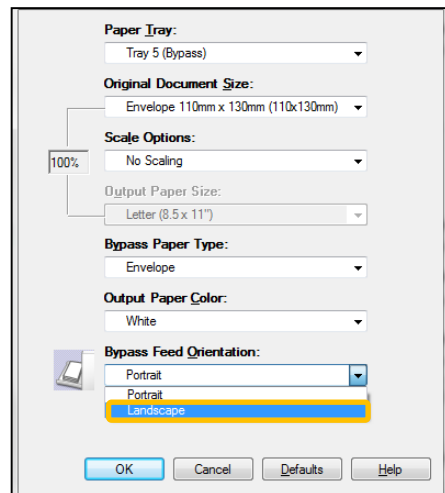 Paper Tray:
Tray 5 (Bypass)
Original Document Size:
Envelope 110mm x 130mm (110x130mm)
Scale Options:
100%
No Scaling
Output Paper Size:
Letter (8.5 x 11")
Bypass Paper Type:
Envelope
Output Paper Color:
White
Bypass Feed Orientation:
Portrait
Portrait
Landscape
OK Cancel Defaults Help